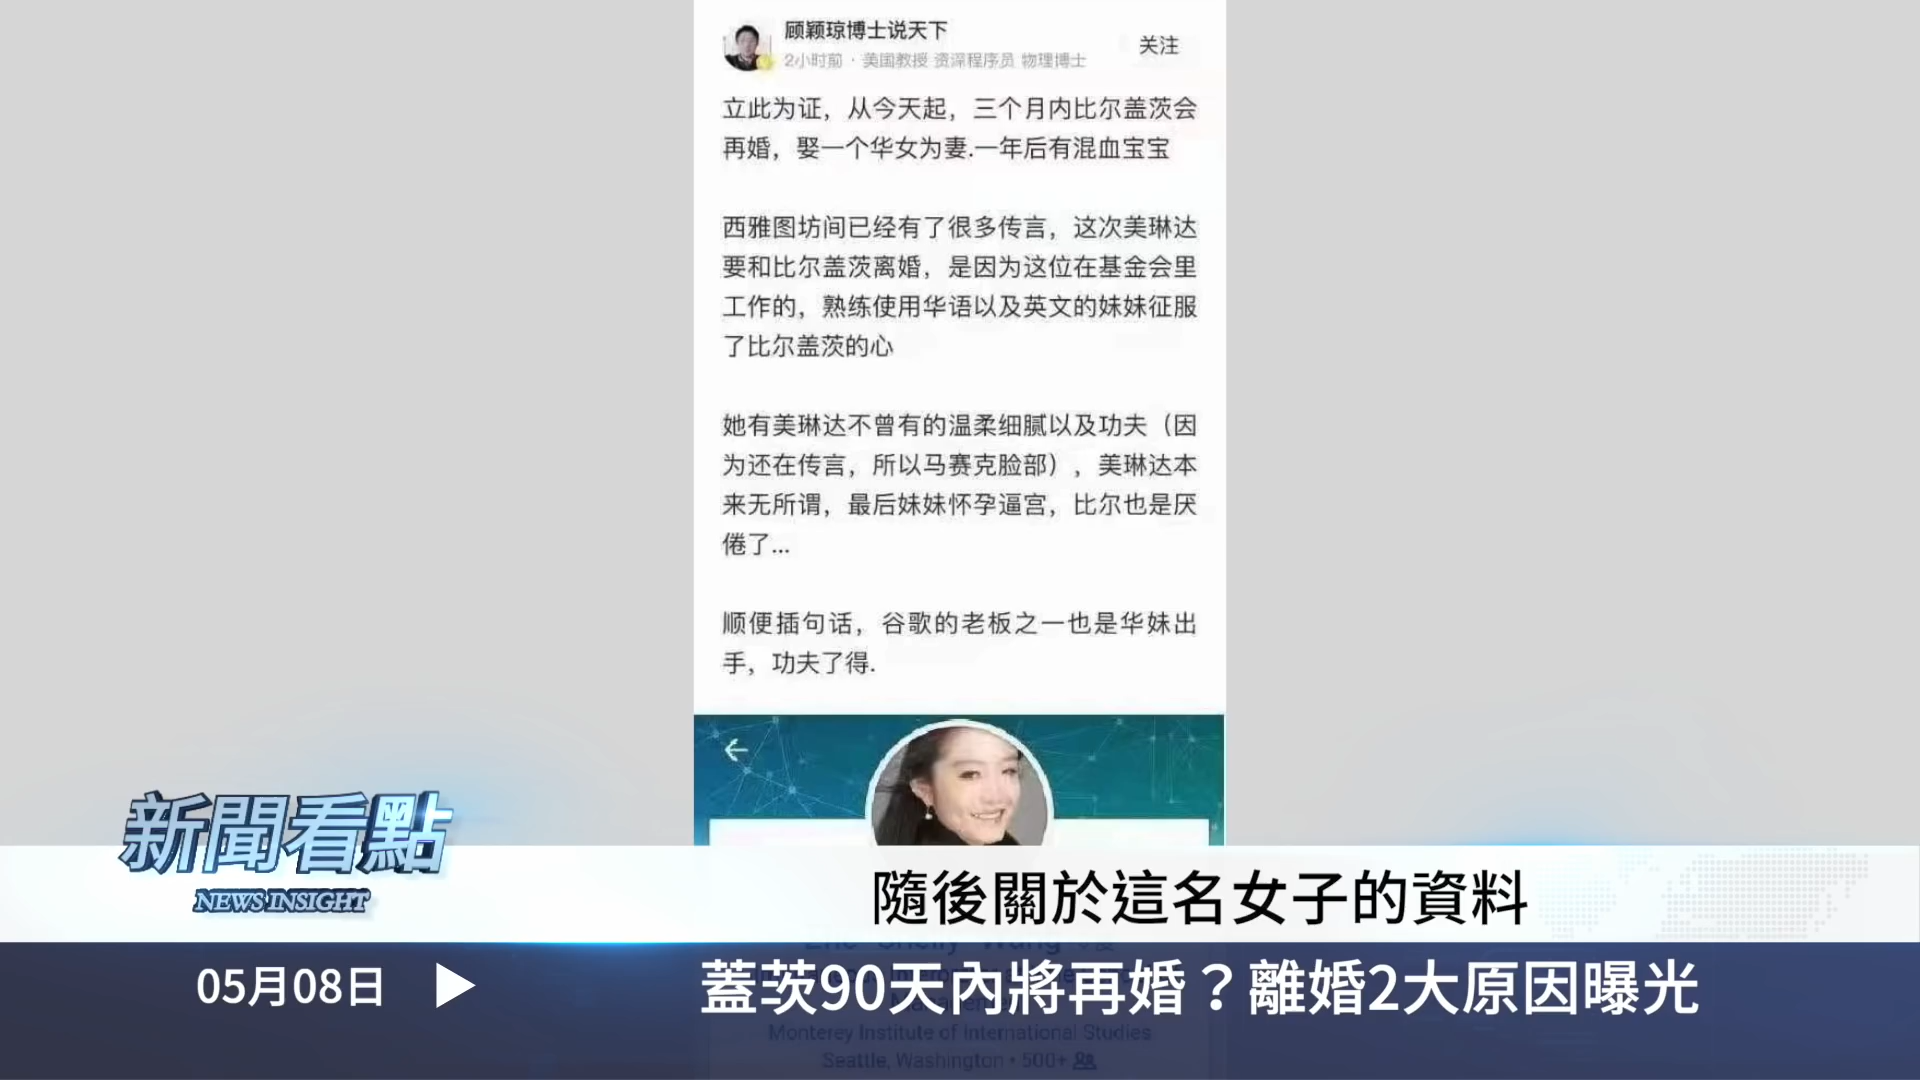 顾颖琼博士说天下
2小时前 · 美国教授 资深程序员 物理博士
关注
立此为证，从今天起，三个月内比尔盖茨会
再婚，娶一个华女为妻.一年后有混血宝宝
西雅图坊间已经有了很多传言，这次美琳达
要和比尔盖茨离婚，是因为这位在基金会里
工作的，熟练使用华语以及英文的妹妹征服
了比尔盖茨的心
她有美琳达不曾有的温柔细腻以及功夫（因
为还在传言，所以马赛克脸部），美琳达本
来无所谓，最后妹妹怀孕逼宫，比尔也是厌
倦了...
顺便插句话，谷歌的老板之一也是华妹出
手，功夫了得.
新聞看點
NEWS INSIGHT
隨後關於這名女子的資料
05月08日
蓋茨90天內將再婚？離婚2大原因曝光
Monterey Institute of International Studies
Seattle, Washington • 500+